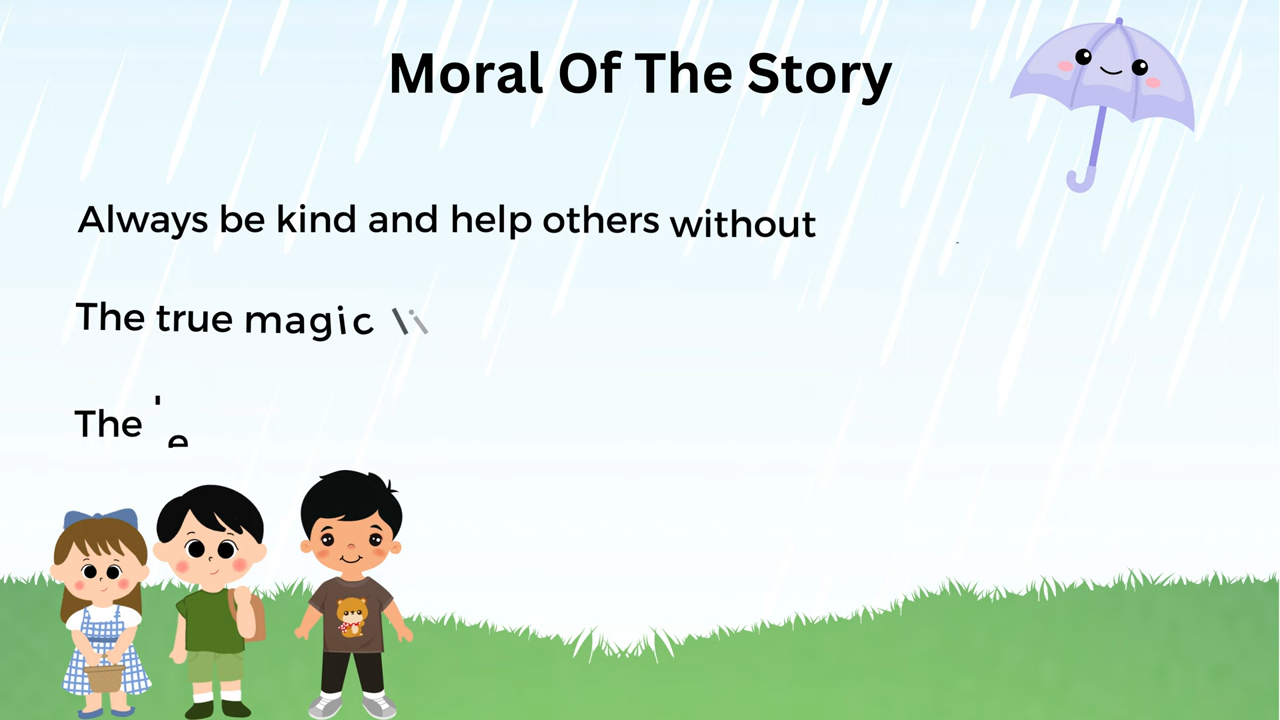 Moral Of The Story
Always be kind and help others without
The true magic
The